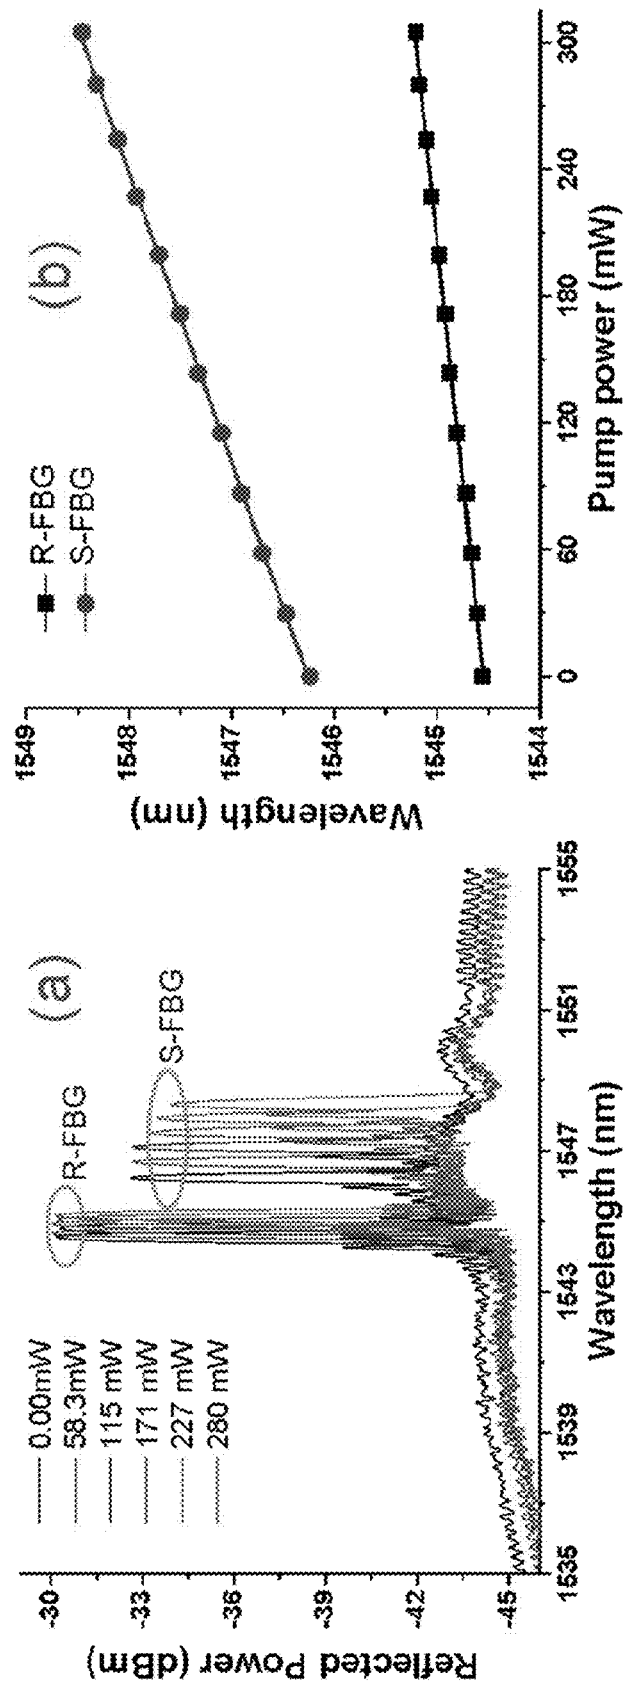 (a)
R-FBG
S-FBG
0.00mW
58.3mW
115 mW
171 mW
227 mW
280 mW
-30
-33
-36
-39
-42
-45
Reflected Power (dBm)
1535
1539
1543
1547
1551
1555
Wavelength (nm)
(b)
R-FBG
S-FBG
1549
1548
1547
1546
1545
1544
Wavelength (nm)
0
60
120
180
240
300
Pump power (mW)